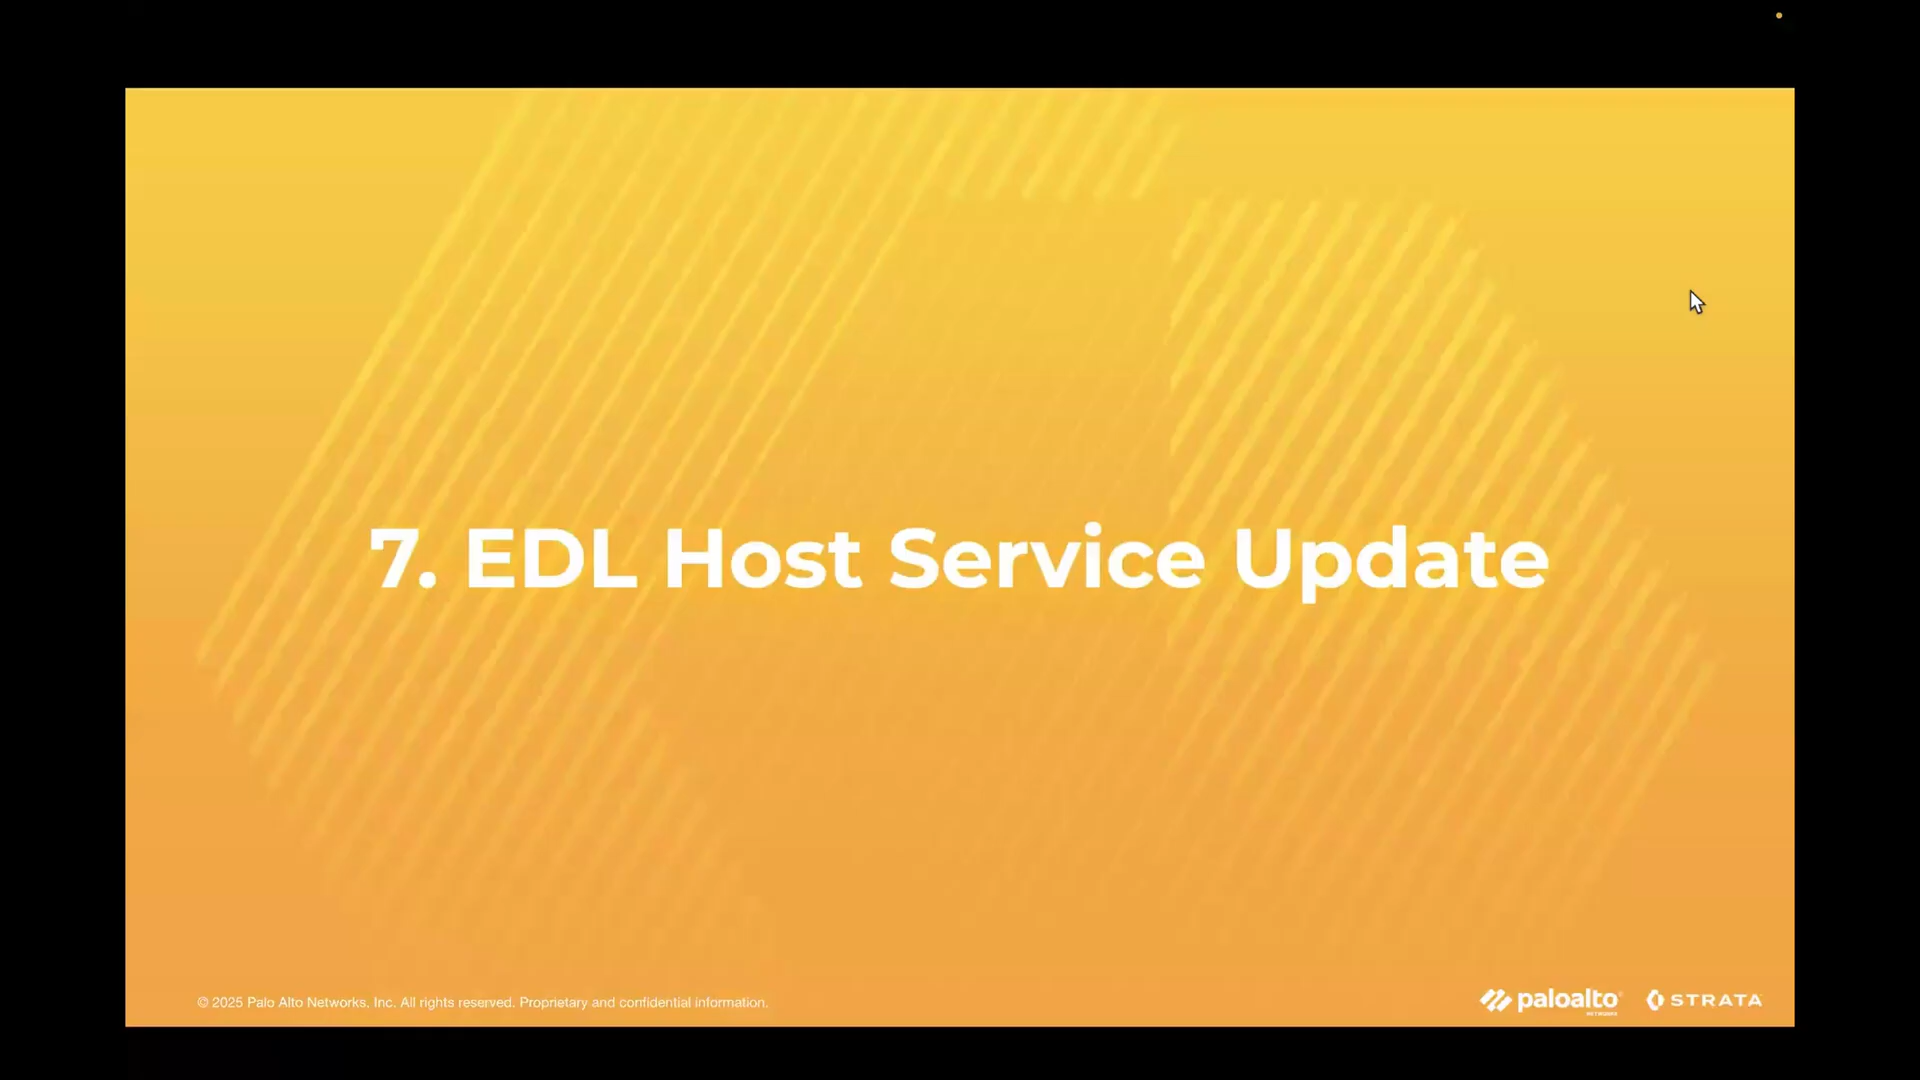 7. EDL Host Service Update
© 2025 Palo Alto Networks, Inc. All rights reserved. Proprietary and confidential information.
paloalto
NETWORKS
STRATA